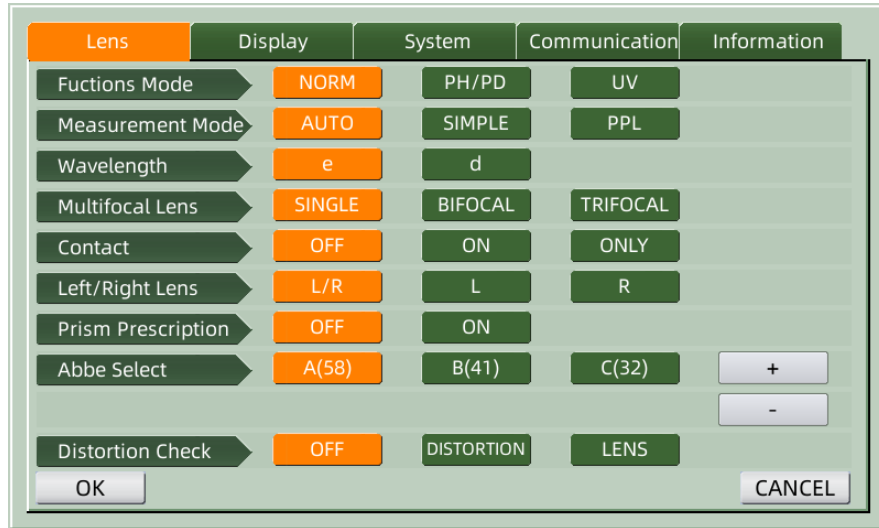 Lens Display System Communication Information
Fuctions Mode NORM PH/PD UV
Measurement Mode AUTO SIMPLE PPL
Wavelength e d
Multifocal Lens SINGLE BIFOCAL TRIFOCAL
Contact OFF ON ONLY
Left/Right Lens L/R L R
Prism Prescription OFF ON
Abbe Select A(58) B(41) C(32) +
-
Distortion Check OFF DISTORTION LENS
OK CANCEL